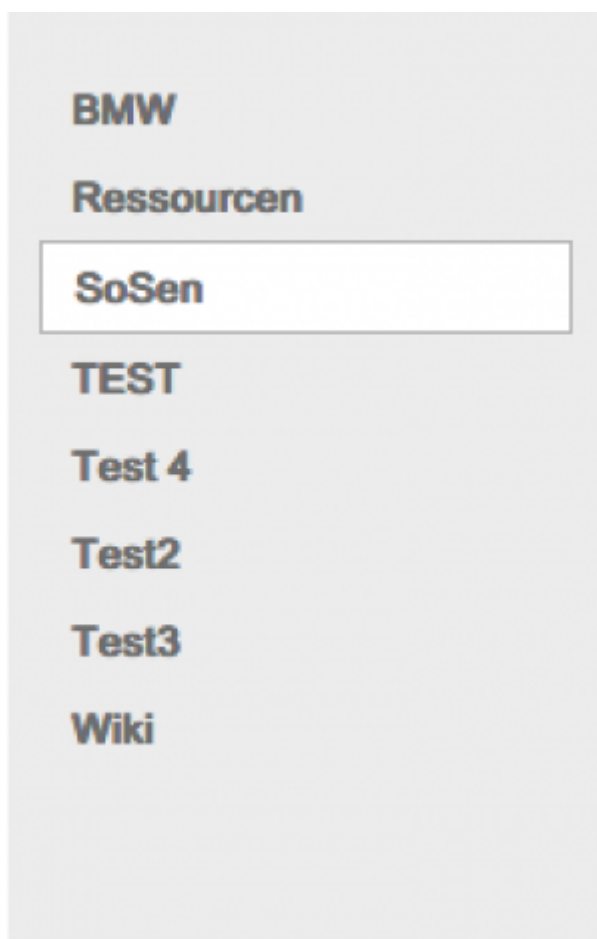 BMW
Ressourcen
SoSen
TEST
Test 4
Test2
Test3
Wiki